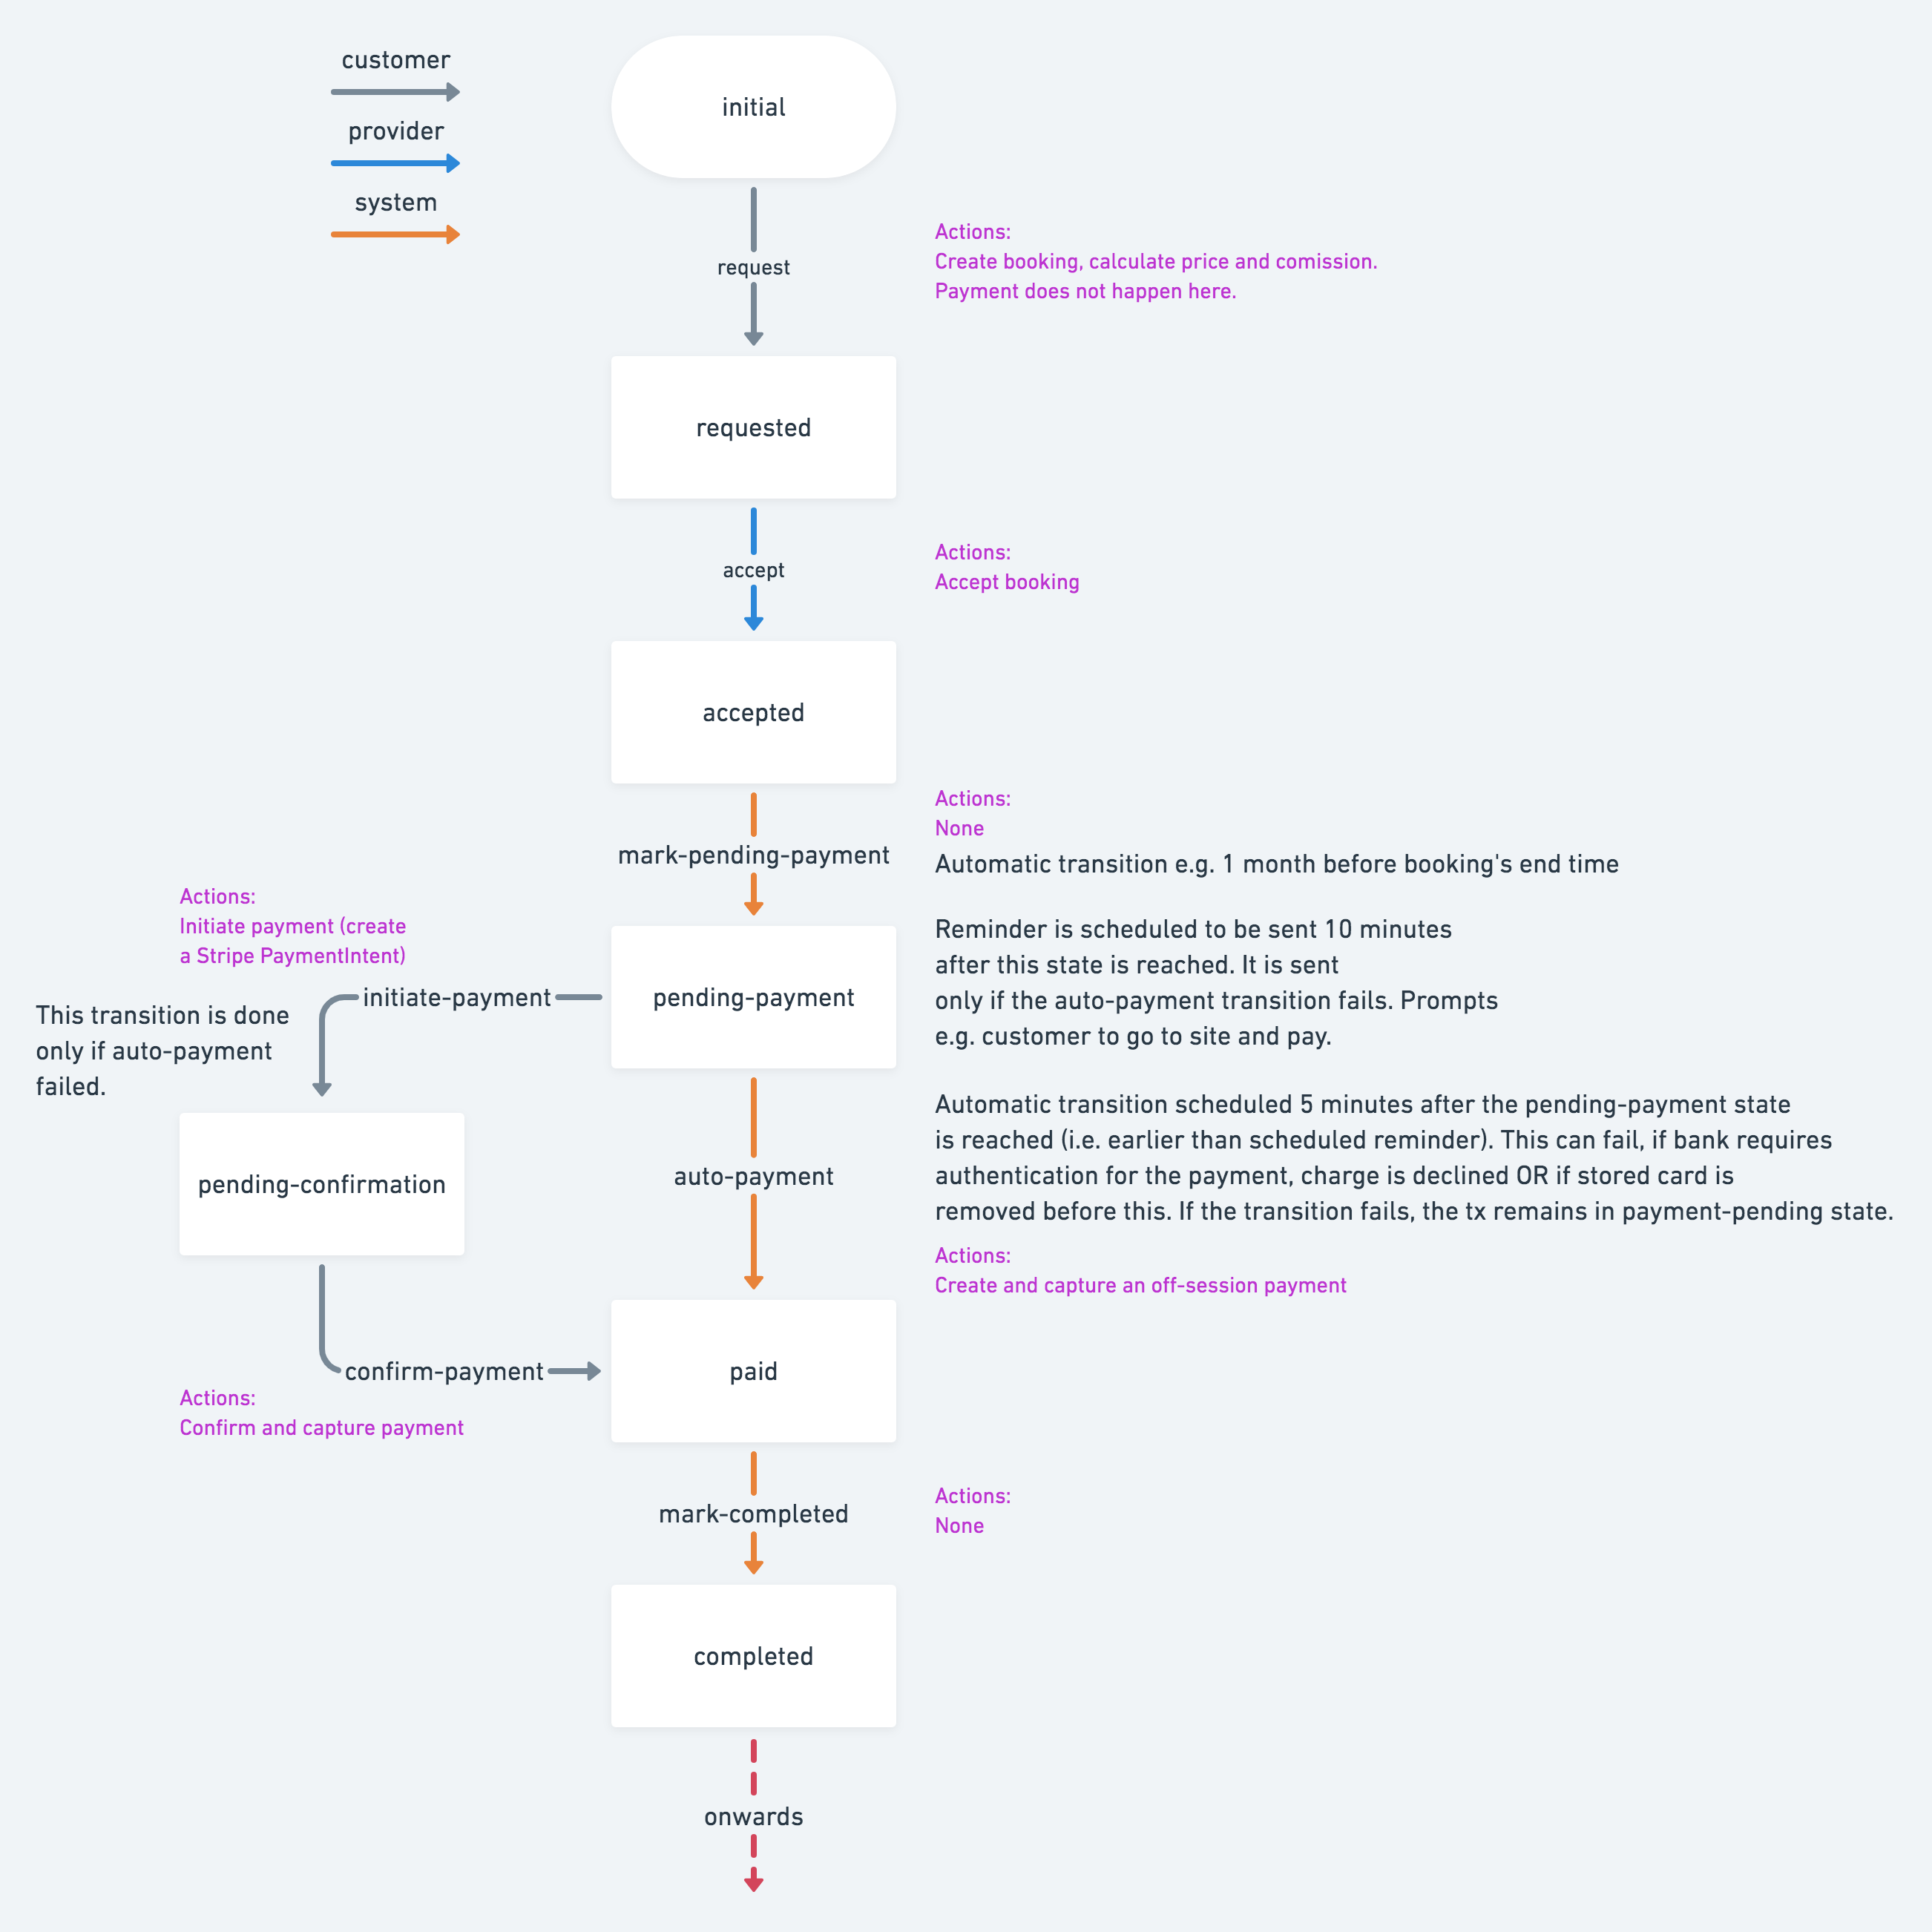 customer
provider
system
initial
request
Actions:
Create booking, calculate price and comission.
Payment does not happen here.
requested
accept
Actions:
Accept booking
accepted
mark-pending-payment
Actions:
None
Automatic transition e.g. 1 month before booking's end time
Actions:
Initiate payment (create
a Stripe PaymentIntent)
initiate-payment
This transition is done
only if auto-payment
failed.
pending-payment
Reminder is scheduled to be sent 10 minutes
after this state is reached. It is sent
only if the auto-payment transition fails. Prompts
e.g. customer to go to site and pay.
pending-confirmation
auto-payment
Automatic transition scheduled 5 minutes after the pending-payment state
is reached (i.e. earlier than scheduled reminder). This can fail, if bank requires
authentication for the payment, charge is declined OR if stored card is
removed before this. If the transition fails, the tx remains in payment-pending state.
Actions:
Create and capture an off-session payment
confirm-payment
Actions:
Confirm and capture payment
paid
mark-completed
Actions:
None
completed
onwards